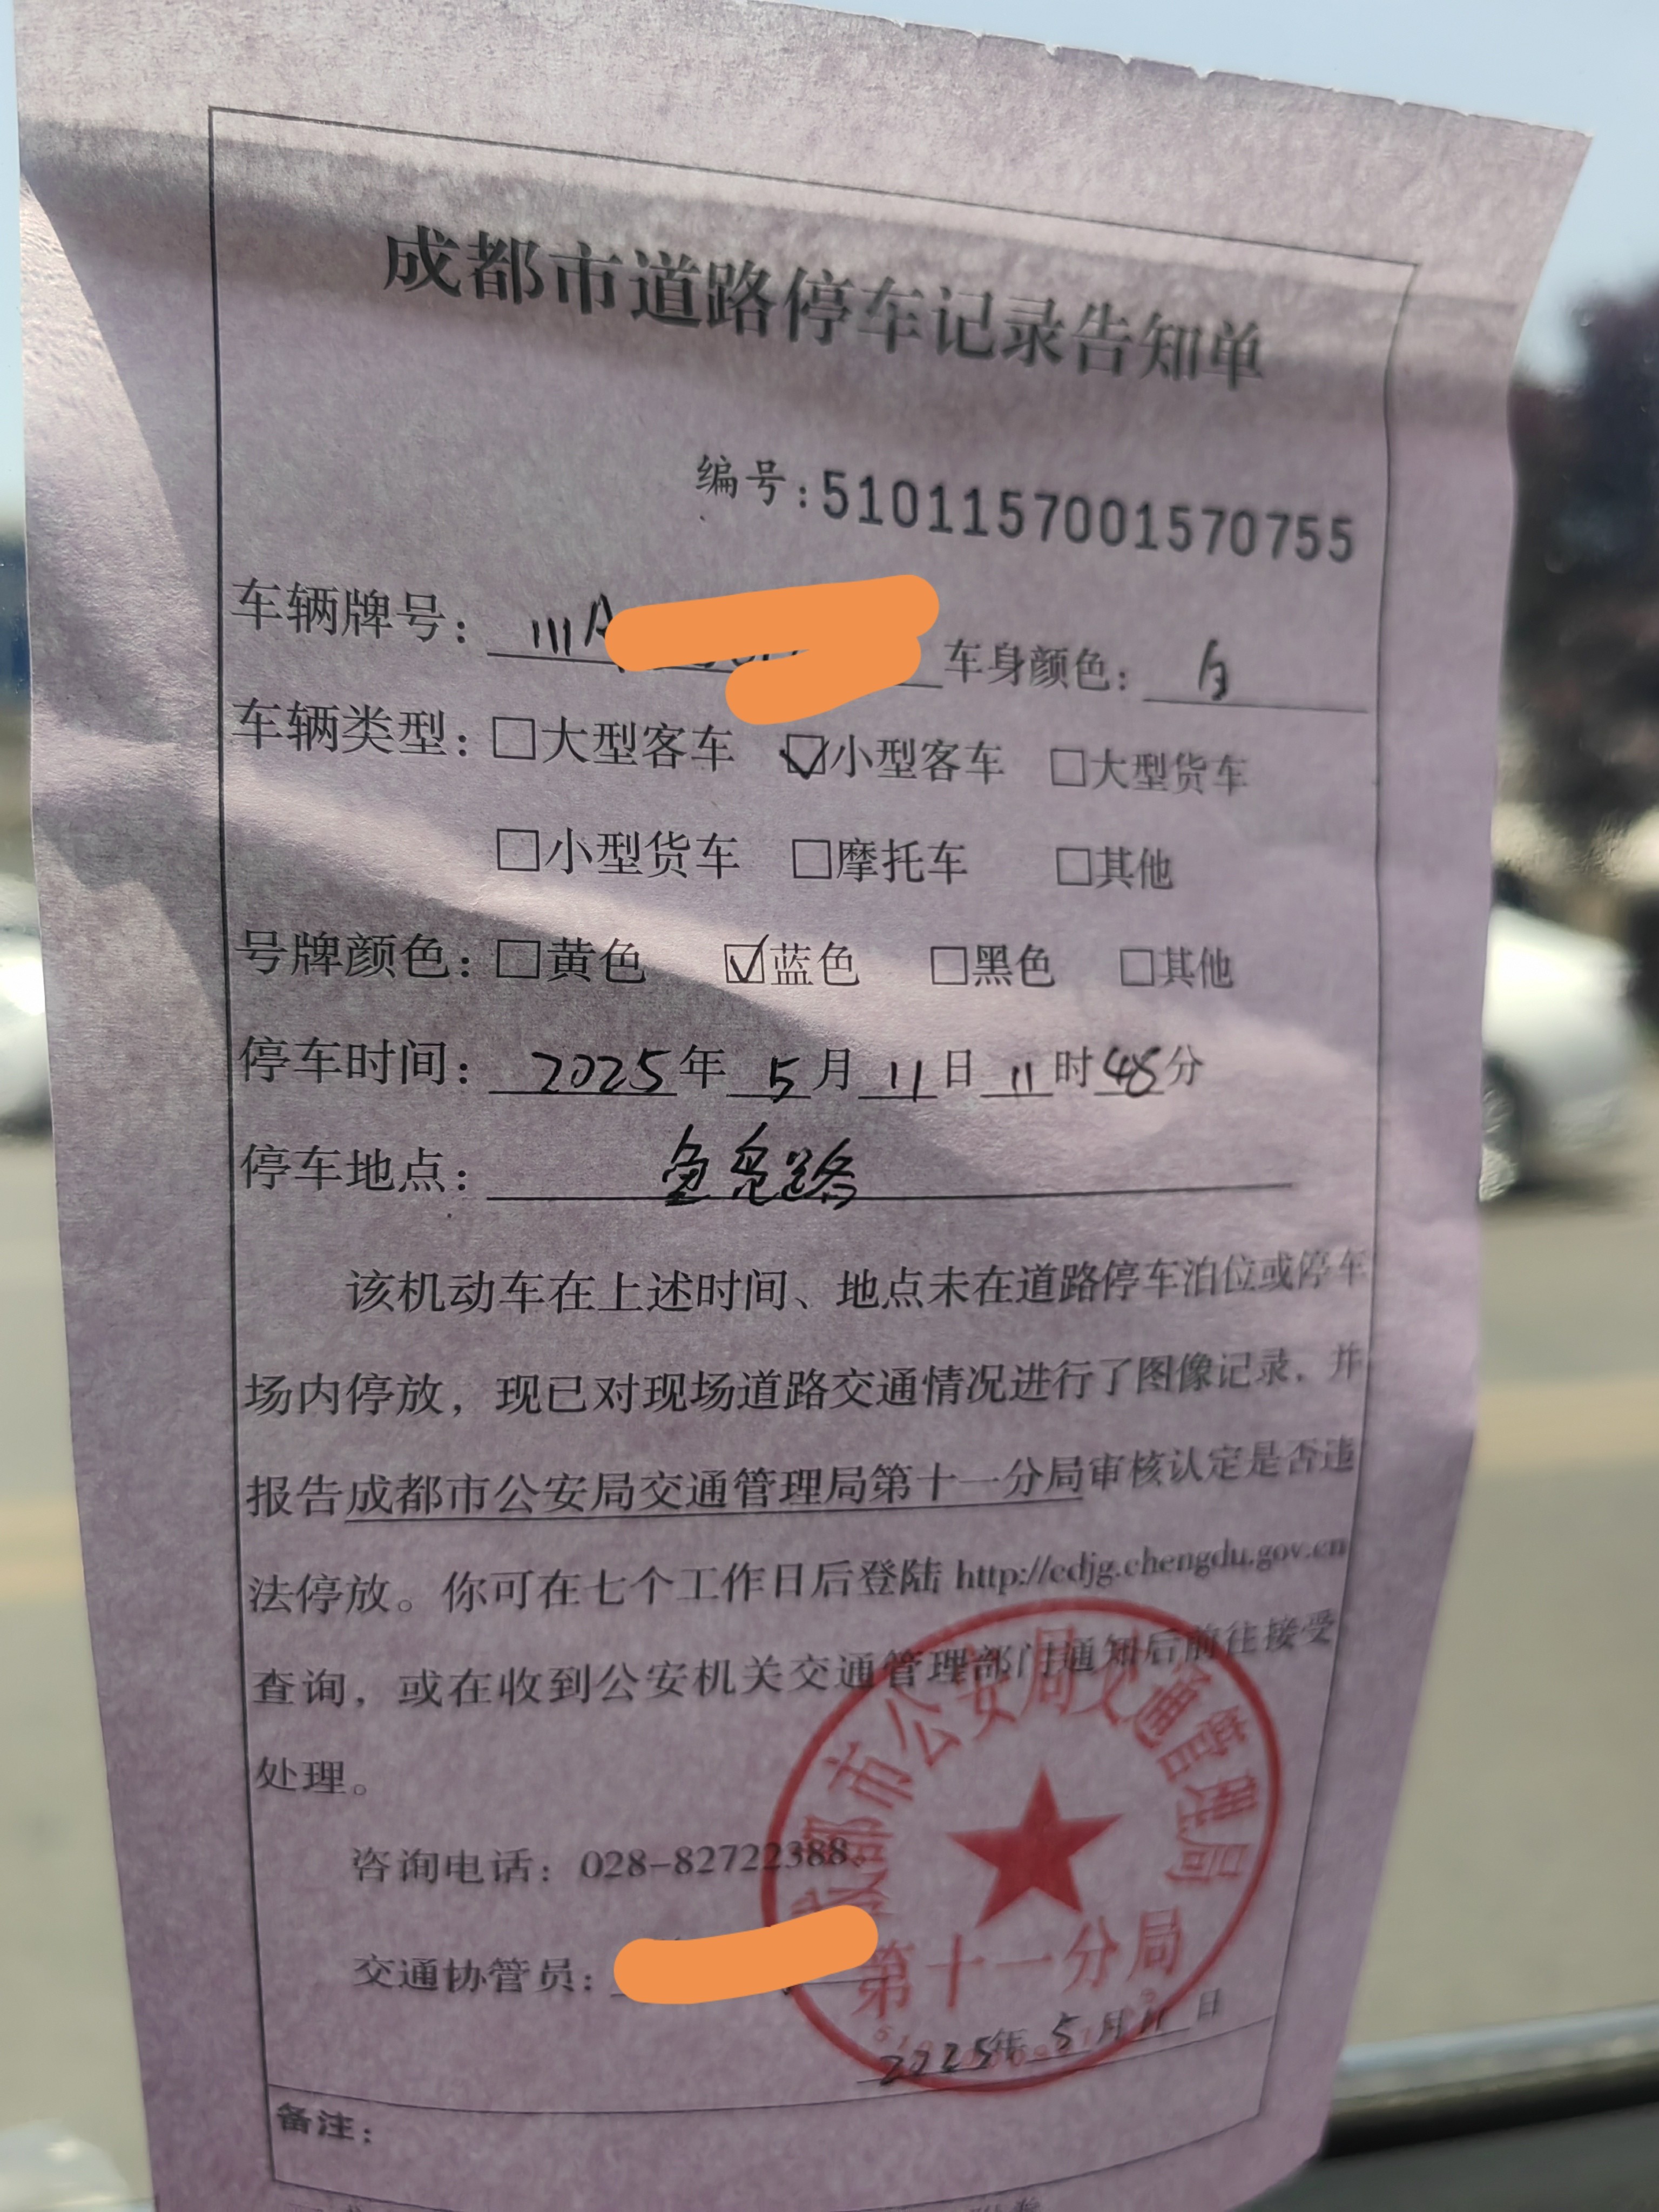 成都市道路停车记录告知单
编号:5101157001570755
车辆牌号: 川A 车身颜色: 白
车辆类型: □大型客车 ☑小型客车 □大型货车
□小型货车 □摩托车 □其他
号牌颜色: □黄色 ☑蓝色 □黑色 □其他
停车时间: 2025年 5月 11日 11时48分
停车地点: 鱼凫路
该机动车在上述时间、地点未在道路停车泊位或停车
场内停放，现已对现场道路交通情况进行了图像记录，并
报告成都市公安局交通管理局第十一分局审核认定是否违
法停放。你可在七个工作日后登陆 http://cdjg.chengdu.gov.cn
查询，或在收到公安机关交通管理部门通知后前往接受
处理。
咨询电话: 028-82722388。
交通协管员:
成都市公安局交通管理局
第十一分局
2025年 5月11日
备注: